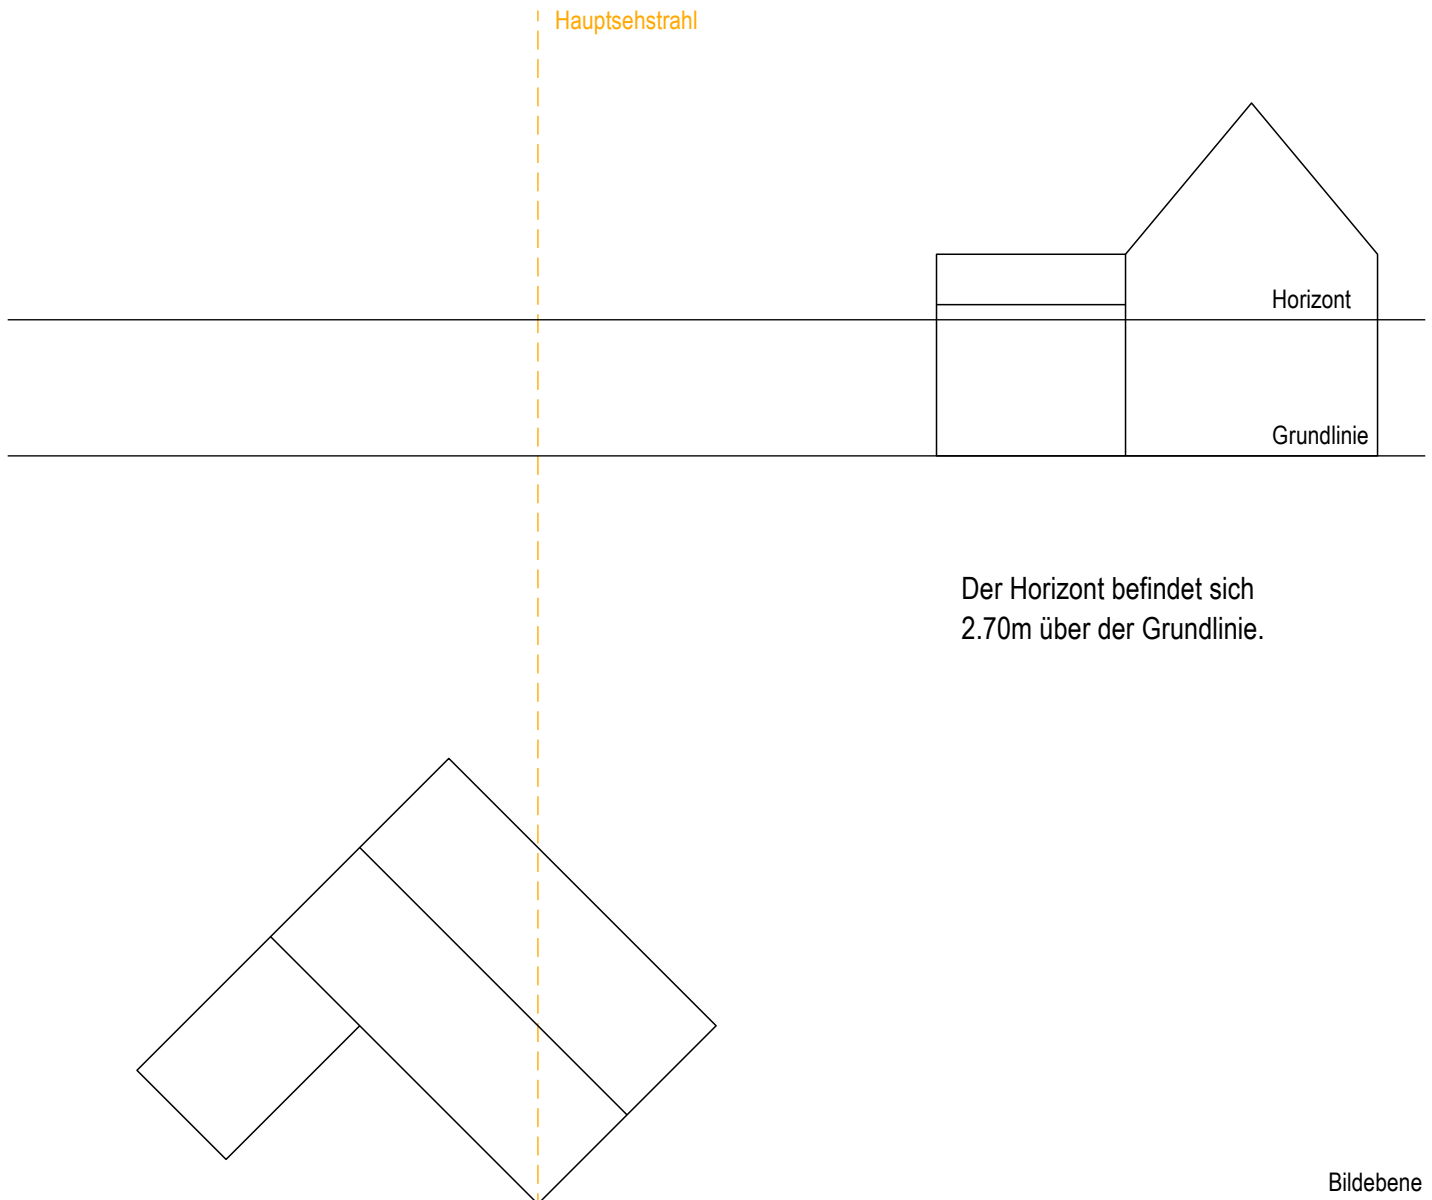 Hauptsehstrahl
Horizont
Grundlinie
Der Horizont befindet sich
2.70m über der Grundlinie.
Bildebene